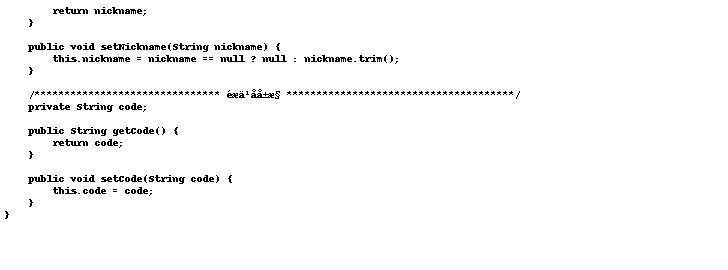 return nickname;
}
public void setNickname(String nickname) {
this.nickname = nickname == null ? null : nickname.trim();
}
/******************************* éæä¹åå±æ§ **************************************/
private String code;
public String getCode() {
return code;
}
public void setCode(String code) {
this.code = code;
}
}